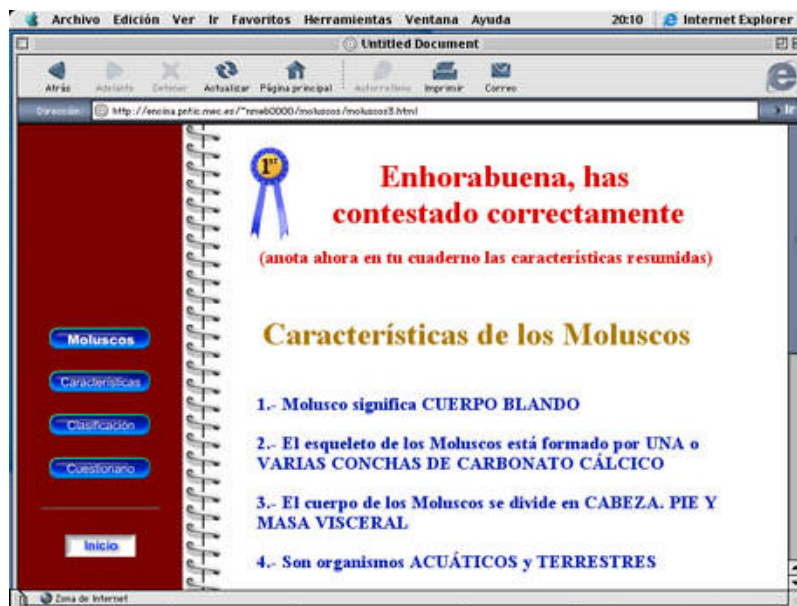 Archivo Edición Ver Ir Favoritos Herramientas Ventana Ayuda 20:10 Internet Explorer
Untitled Document
Atrás Adelante Detener Actualizar Página principal Autorrelleno Imprimir Correo
Dirección http://encina.pntic.mec.es/~nmeb0000/moluscos/moluscos3.html Ir
1st
Enhorabuena, has
contestado correctamente
(anota ahora en tu cuaderno las características resumidas)
Moluscos
Características
Clasificación
Cuestionario
Inicio
Características de los Moluscos
1.- Molusco significa CUERPO BLANDO
2.- El esqueleto de los Moluscos está formado por UNA o
VARIAS CONCHAS DE CARBONATO CÁLCICO
3.- El cuerpo de los Moluscos se divide en CABEZA. PIE Y
MASA VISCERAL
4.- Son organismos ACUÁTICOS y TERRESTRES
Zona de Internet